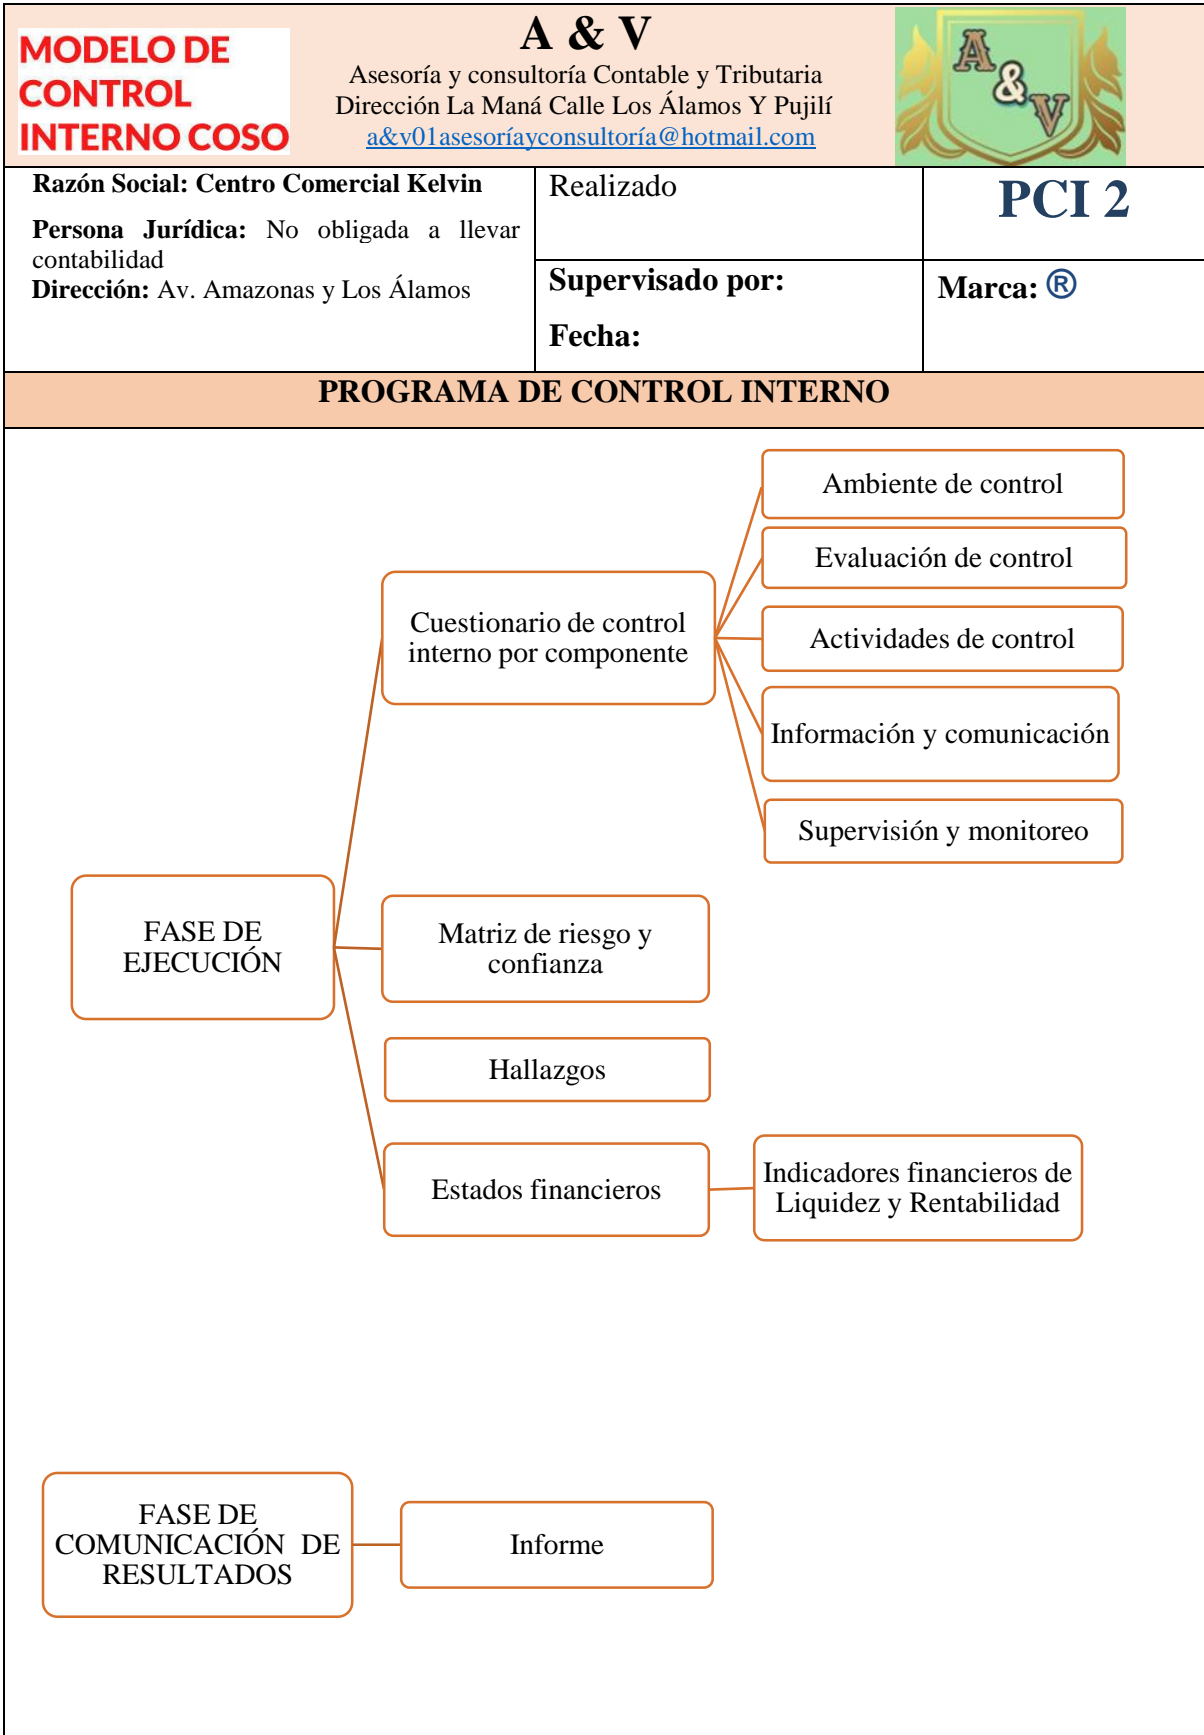 MODELO DE
CONTROL
INTERNO COSO
A & V
Asesoría y consultoría Contable y Tributaria
Dirección La Maná Calle Los Álamos Y Pujilí
a&v01asesoríayconsultoría@hotmail.com
A
&
V
Razón Social: Centro Comercial Kelvin
Persona Jurídica: No obligada a llevar
contabilidad
Dirección: Av. Amazonas y Los Álamos
Realizado
PCI 2
Supervisado por:
Fecha:
Marca: ®
PROGRAMA DE CONTROL INTERNO
Ambiente de control
Evaluación de control
Cuestionario de control
interno por componente
Actividades de control
Información y comunicación
Supervisión y monitoreo
FASE DE
EJECUCIÓN
Matriz de riesgo y
confianza
Hallazgos
Estados financieros
Indicadores financieros de
Liquidez y Rentabilidad
FASE DE
COMUNICACIÓN DE
RESULTADOS
Informe